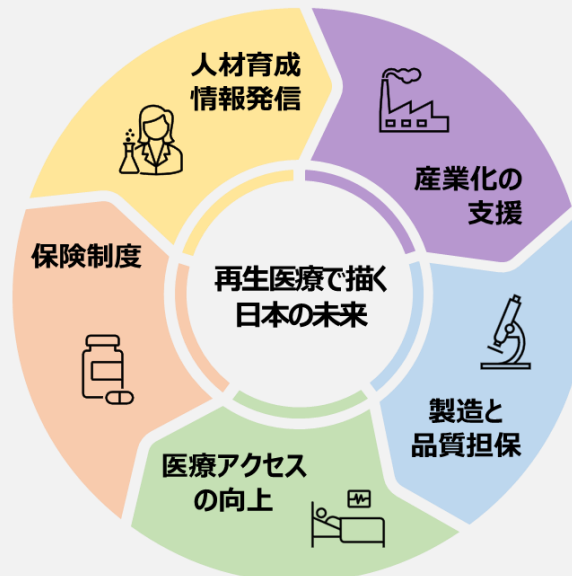 人材育成
情報発信
産業化の
支援
保険制度
再生医療で描く
日本の未来
製造と
品質担保
医療アクセス
の向上